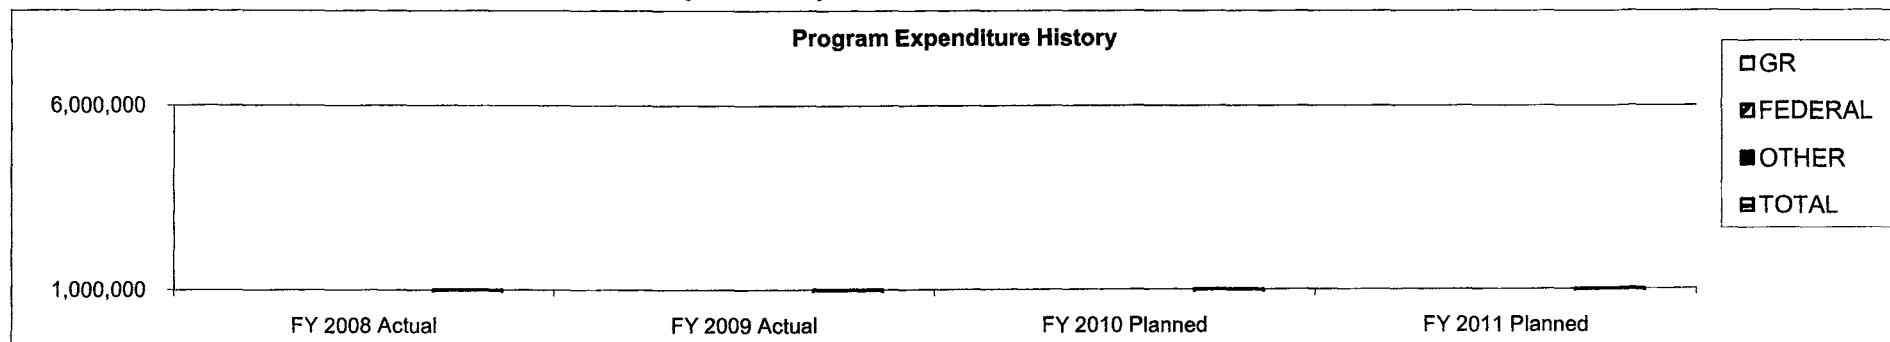 Program Expenditure History
GR
FEDERAL
OTHER
TOTAL
6,000,000
1,000,000
FY 2008 Actual
FY 2009 Actual
FY 2010 Planned
FY 2011 Planned